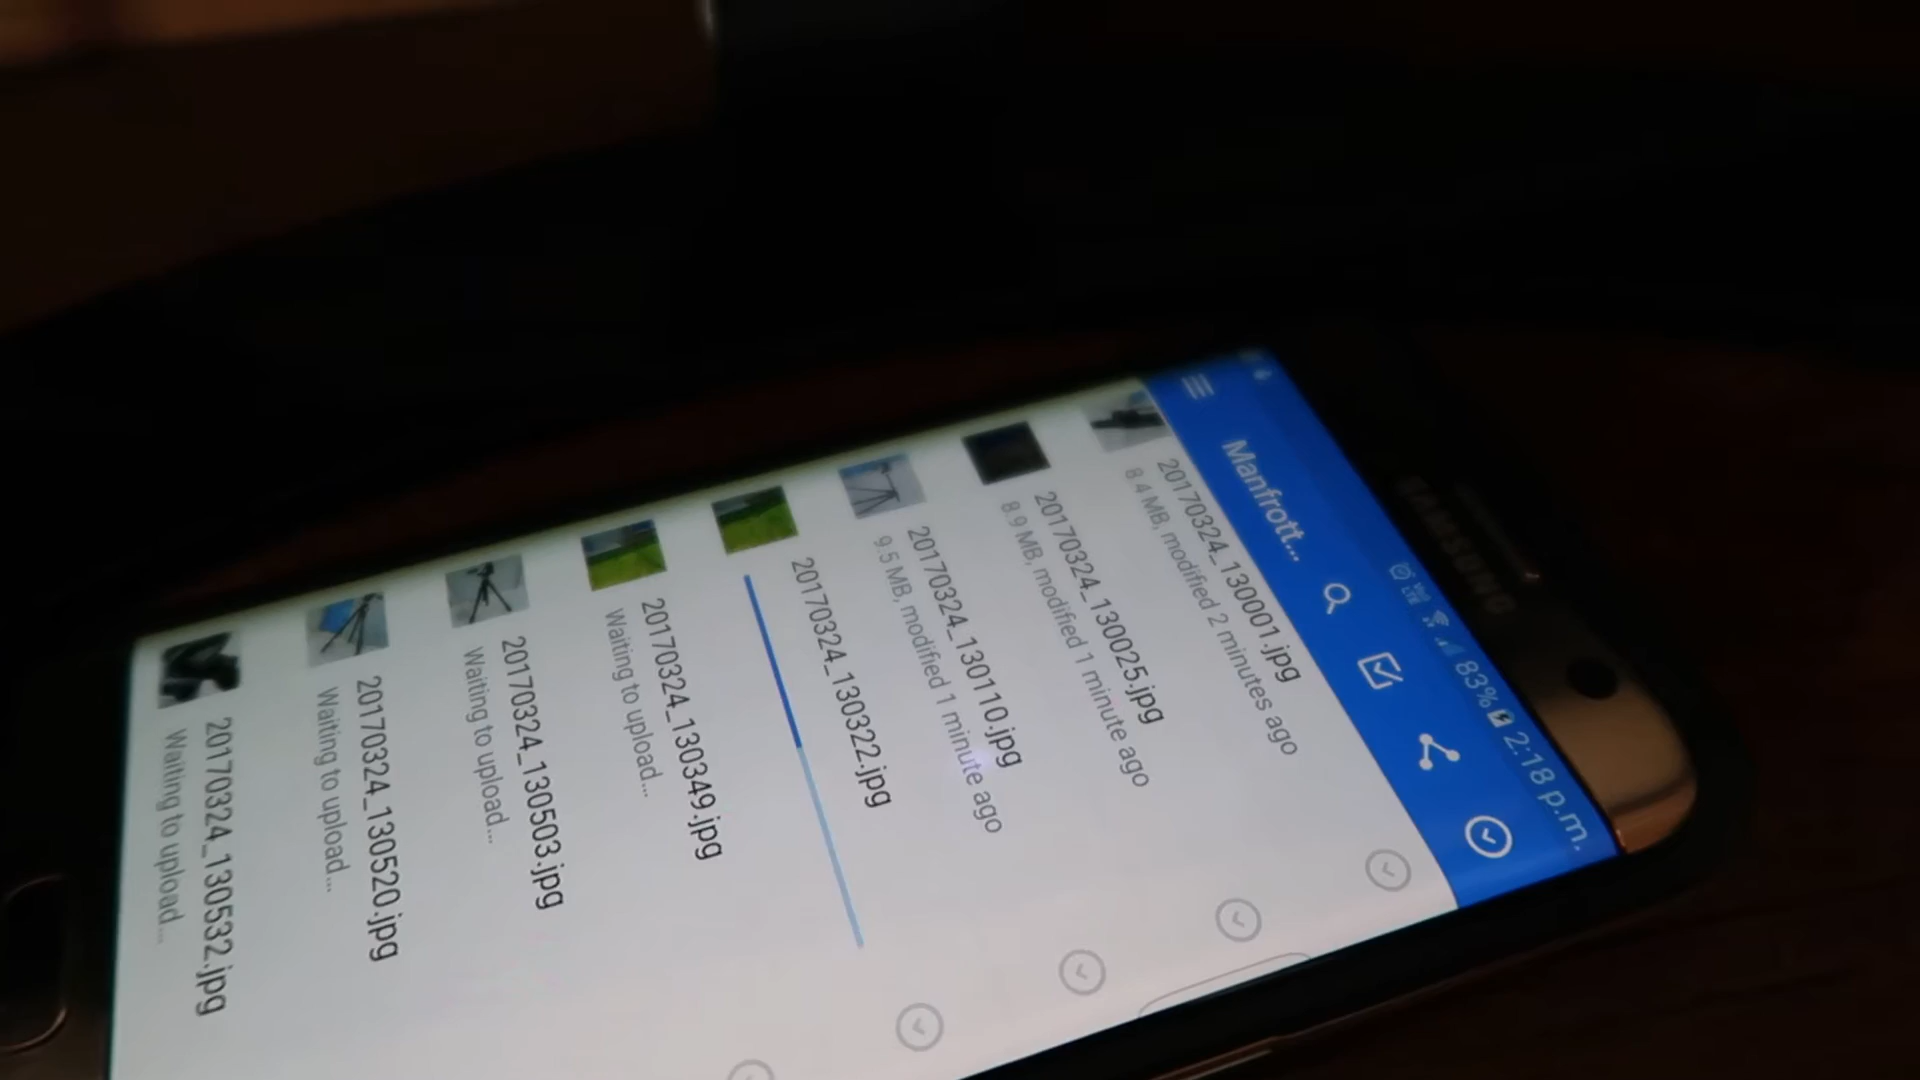 SAMSUNG
83% 2:18 p.m.
Manfrott...
20170324_130001.jpg
8.4 MB, modified 2 minutes ago
20170324_130025.jpg
8.9 MB, modified 1 minute ago
20170324_130110.jpg
9.5 MB, modified 1 minute ago
20170324_130322.jpg
20170324_130349.jpg
Waiting to upload...
20170324_130503.jpg
Waiting to upload...
20170324_130520.jpg
Waiting to upload...
20170324_130532.jpg
Waiting to upload...